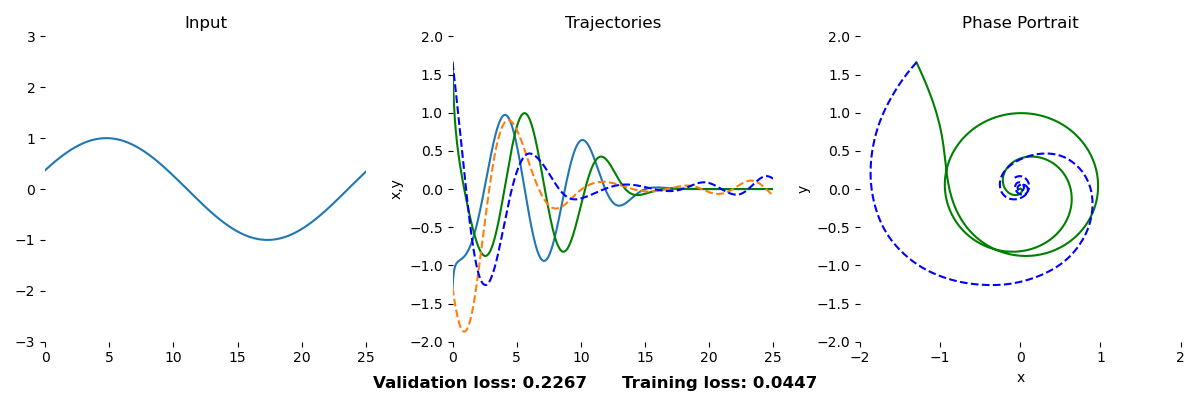 Input
3
2
1
0
−1
−2
−3
0 5 10 15 20 25
Trajectories
x,y
2.0
1.5
1.0
0.5
0.0
−0.5
−1.0
−1.5
−2.0
0 5 10 15 20 25
Phase Portrait
y
2.0
1.5
1.0
0.5
0.0
−0.5
−1.0
−1.5
−2.0
−2 −1 0 1 2
x
Validation loss: 0.2267 Training loss: 0.0447